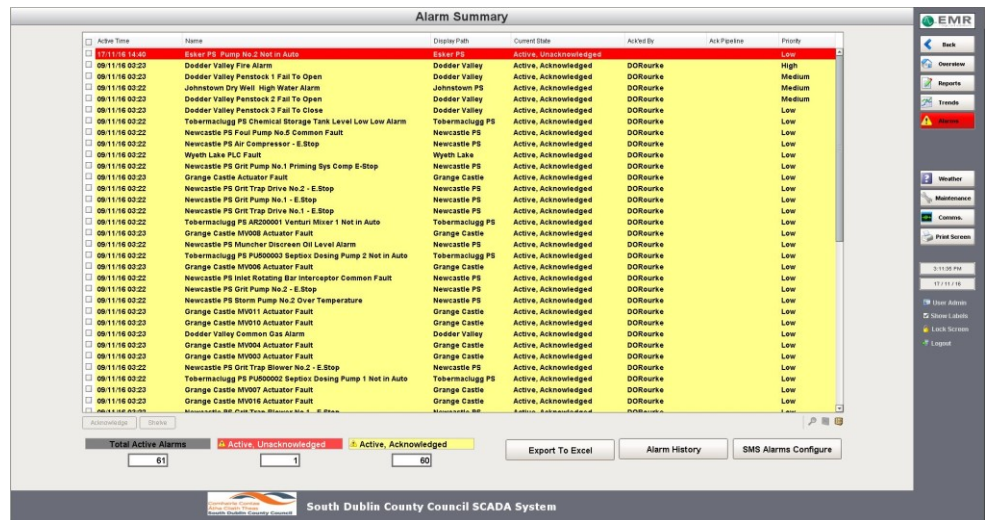 Alarm Summary
Active Time Name Display Path Current State Ack'ed By Ack Pipeline Priority
17/11/16 14:40 Esker PS Pump No.2 Not in Auto Esker PS Active, Unacknowledged Low
09/11/16 03:23 Dodder Valley Fire Alarm Dodder Valley Active, Acknowledged DORourke High
09/11/16 03:23 Dodder Valley Penstock 1 Fail To Open Dodder Valley Active, Acknowledged DORourke Medium
09/11/16 03:22 Johnstown Dry Well High Water Alarm Johnstown PS Active, Acknowledged DORourke Medium
09/11/16 03:23 Dodder Valley Penstock 2 Fail To Open Dodder Valley Active, Acknowledged DORourke Medium
09/11/16 03:23 Dodder Valley Penstock 3 Fail To Close Dodder Valley Active, Acknowledged DORourke Low
09/11/16 03:22 Tobermaclugg PS Chemical Storage Tank Level Low Low Alarm Tobermaclugg PS Active, Acknowledged DORourke Low
09/11/16 03:22 Newcastle PS Foul Pump No.5 Common Fault Newcastle PS Active, Acknowledged DORourke Low
09/11/16 03:22 Newcastle PS Air Compressor - E.Stop Newcastle PS Active, Acknowledged DORourke Low
09/11/16 03:22 Wyeth Lake PLC Fault Wyeth Lake Active, Acknowledged DORourke Low
09/11/16 03:22 Newcastle PS Grit Pump No.1 Priming Sys Comp E-Stop Newcastle PS Active, Acknowledged DORourke Low
09/11/16 03:23 Grange Castle Actuator Fault Grange Castle Active, Acknowledged DORourke Low
09/11/16 03:22 Newcastle PS Grit Trap Drive No.2 - E.Stop Newcastle PS Active, Acknowledged DORourke Low
09/11/16 03:22 Newcastle PS Grit Pump No.1 - E.Stop Newcastle PS Active, Acknowledged DORourke Low
09/11/16 03:22 Newcastle PS Grit Trap Drive No.1 - E.Stop Newcastle PS Active, Acknowledged DORourke Low
09/11/16 03:22 Tobermaclugg PS AR200001 Venturi Mixer 1 Not in Auto Tobermaclugg PS Active, Acknowledged DORourke Low
09/11/16 03:23 Grange Castle MV008 Actuator Fault Grange Castle Active, Acknowledged DORourke Low
09/11/16 03:22 Newcastle PS Muncher Discreen Oil Level Alarm Newcastle PS Active, Acknowledged DORourke Low
09/11/16 03:22 Tobermaclugg PS PU500003 Septiox Desing Pump 2 Not in Auto Tobermaclugg PS Active, Acknowledged DORourke Low
09/11/16 03:23 Grange Castle MV006 Actuator Fault Grange Castle Active, Acknowledged DORourke Low
09/11/16 03:22 Newcastle PS Inlet Rotating Bar Interceptor Common Fault Newcastle PS Active, Acknowledged DORourke Low
09/11/16 03:22 Newcastle PS Grit Pump No.2 - E.Stop Newcastle PS Active, Acknowledged DORourke Low
09/11/16 03:22 Newcastle PS Storm Pump No.2 Over Temperature Newcastle PS Active, Acknowledged DORourke Low
09/11/16 03:23 Grange Castle MV011 Actuator Fault Grange Castle Active, Acknowledged DORourke Low
09/11/16 03:23 Grange Castle MV010 Actuator Fault Grange Castle Active, Acknowledged DORourke Low
09/11/16 03:23 Dodder Valley Common Gas Alarm Dodder Valley Active, Acknowledged DORourke Low
09/11/16 03:23 Grange Castle MV004 Actuator Fault Grange Castle Active, Acknowledged DORourke Low
09/11/16 03:23 Grange Castle MV003 Actuator Fault Grange Castle Active, Acknowledged DORourke Low
09/11/16 03:22 Newcastle PS Grit Trap Blower No.2 - E.Stop Newcastle PS Active, Acknowledged DORourke Low
09/11/16 03:22 Tobermaclugg PS PU500002 Septiox Desing Pump 1 Not in Auto Tobermaclugg PS Active, Acknowledged DORourke Low
09/11/16 03:23 Grange Castle MV007 Actuator Fault Grange Castle Active, Acknowledged DORourke Low
09/11/16 03:23 Grange Castle MV016 Actuator Fault Grange Castle Active, Acknowledged DORourke Low
Newcastle PS Grit Trap Blower No.1 - E.Stop Newcastle PS Active, Acknowledged DORourke Low
Acknowledge Shelve
Total Active Alarms Active, Unacknowledged Active, Acknowledged
61 1 60
Export To Excel Alarm History SMS Alarms Configure
Comhairle Contae
Átha Cliath Theas
South Dublin County Council
South Dublin County Council SCADA System
EMR
Back
Overview
Reports
Trends
Alarms
Weather
Maintenance
Comms.
Print Screen
17/11/16
User Admin
Show Labels
Lock Screen
Logout